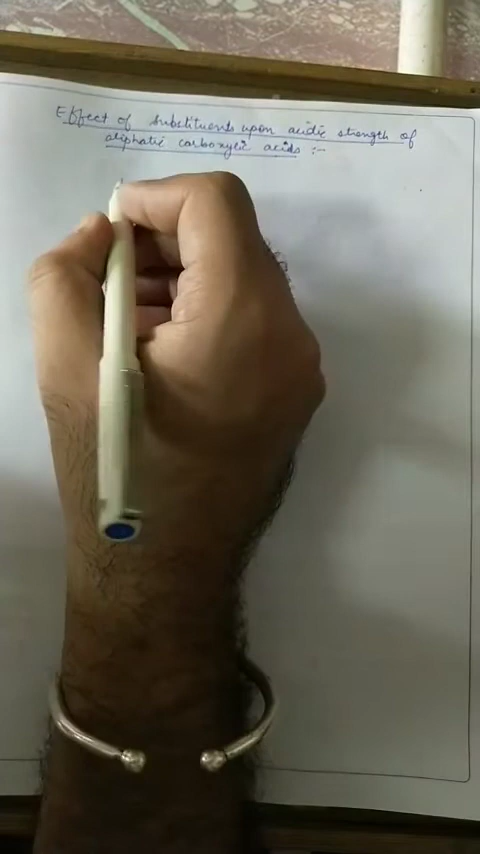 Effect of substituents upon acidic strength of
aliphatic carboxylic acids :-